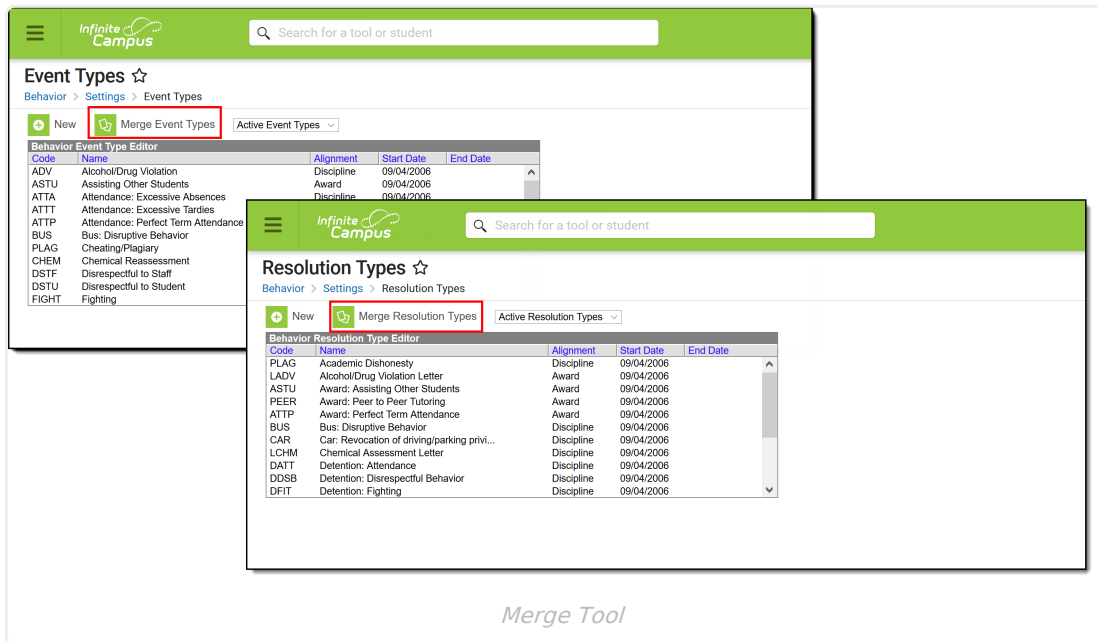 Infinite Campus
Search for a tool or student
Event Types
Behavior > Settings > Event Types
New Merge Event Types Active Event Types
Behavior Event Type Editor
Code Name Alignment Start Date End Date
ADV Alcohol/Drug Violation Discipline 09/04/2006
ASTU Assisting Other Students Award 09/04/2006
ATTA Attendance: Excessive Absences Discipline 09/04/2006
ATTT Attendance: Excessive Tardies
ATTP Attendance: Perfect Term Attendance
BUS Bus: Disruptive Behavior
PLAG Cheating/Plagiary
CHEM Chemical Reassessment
DSTF Disrespectful to Staff
DSTU Disrespectful to Student
FIGHT Fighting
Infinite Campus
Search for a tool or student
Resolution Types
Behavior > Settings > Resolution Types
New Merge Resolution Types Active Resolution Types
Behavior Resolution Type Editor
Code Name Alignment Start Date End Date
PLAG Academic Dishonesty Discipline 09/04/2006
LADV Alcohol/Drug Violation Letter Award 09/04/2006
ASTU Award: Assisting Other Students Award 09/04/2006
PEER Award: Peer to Peer Tutoring Award 09/04/2006
ATTP Award: Perfect Term Attendance Award 09/04/2006
BUS Bus: Disruptive Behavior Discipline 09/04/2006
CAR Car: Revocation of driving/parking privi... Discipline 09/04/2006
LCHM Chemical Assessment Letter Discipline 09/04/2006
DATT Detention: Attendance Discipline 09/04/2006
DDSB Detention: Disrespectful Behavior Discipline 09/04/2006
DFIT Detention: Fighting Discipline 09/04/2006
Merge Tool